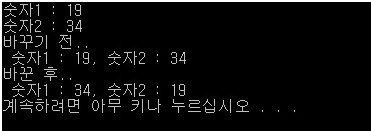 숫자1 : 19
숫자2 : 34
바꾸기 전..
 숫자1 : 19, 숫자2 : 34
바꾼 후..
 숫자1 : 34, 숫자2 : 19
계속하려면 아무 키나 누르십시오 . . .